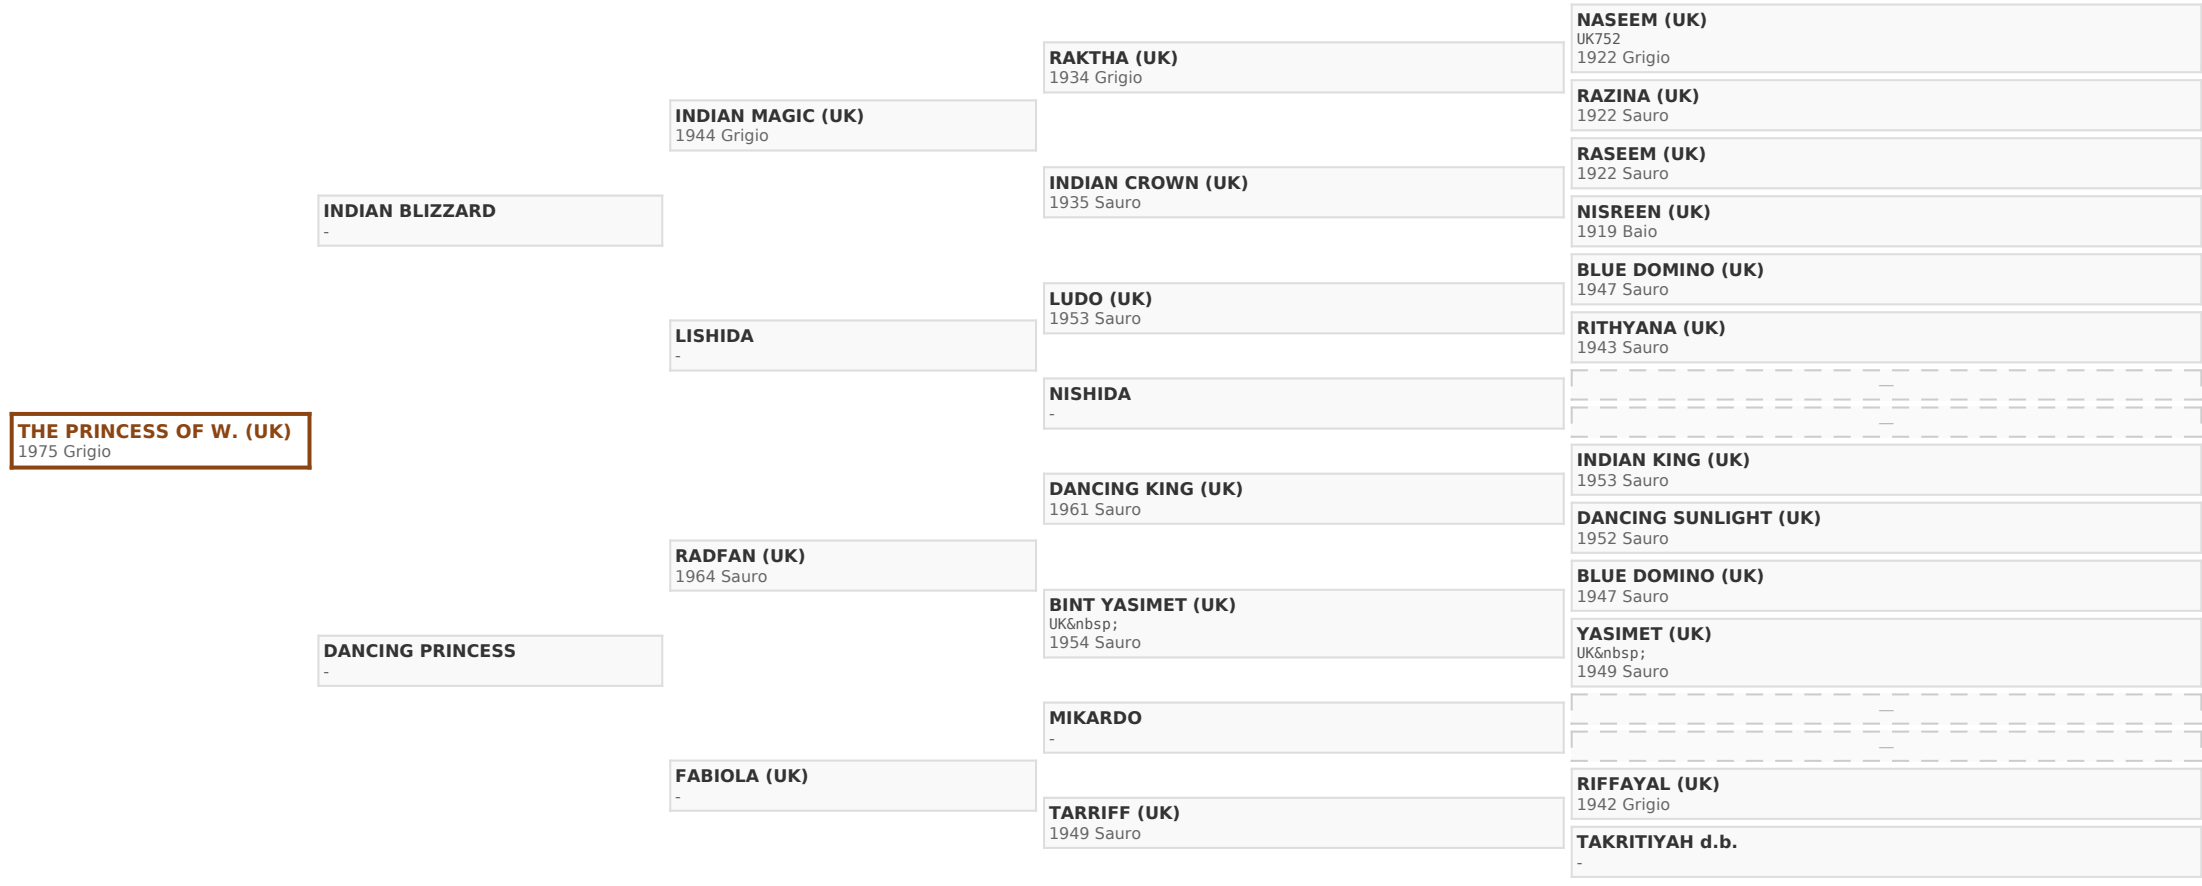 THE PRINCESS OF W. (UK)
1975 Grigio
INDIAN BLIZZARD
-
DANCING PRINCESS
-
INDIAN MAGIC (UK)
1944 Grigio
LISHIDA
-
RADFAN (UK)
1964 Sauro
FABIOLA (UK)
-
RAKTHA (UK)
1934 Grigio
INDIAN CROWN (UK)
1935 Sauro
LUDO (UK)
1953 Sauro
NISHIDA
-
DANCING KING (UK)
1961 Sauro
BINT YASIMET (UK)
UK&nbsp;
1954 Sauro
MIKARDO
-
TARRIFF (UK)
1949 Sauro
NASEEM (UK)
UK752
1922 Grigio
RAZINA (UK)
1922 Sauro
RASEEM (UK)
1922 Sauro
NISREEN (UK)
1919 Baio
BLUE DOMINO (UK)
1947 Sauro
RITHYANA (UK)
1943 Sauro
—
—
INDIAN KING (UK)
1953 Sauro
DANCING SUNLIGHT (UK)
1952 Sauro
BLUE DOMINO (UK)
1947 Sauro
YASIMET (UK)
UK&nbsp;
1949 Sauro
—
—
RIFFAYAL (UK)
1942 Grigio
TAKRITIYAH d.b.
-